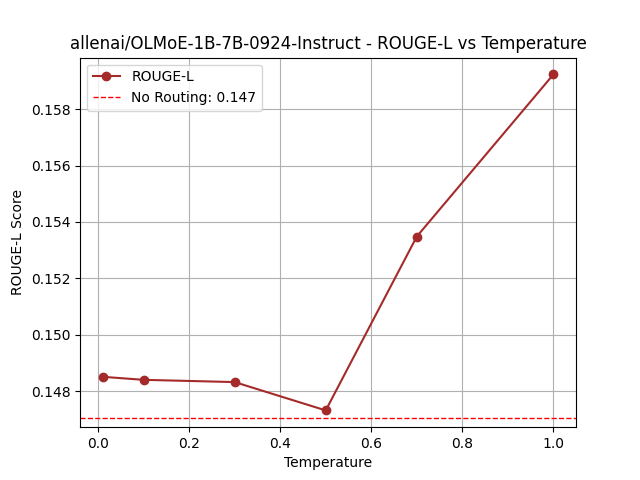 allenai/OLMoE-1B-7B-0924-Instruct - ROUGE-L vs Temperature
ROUGE-L
No Routing: 0.147
ROUGE-L Score
0.158
0.156
0.154
0.152
0.150
0.148
0.0 0.2 0.4 0.6 0.8 1.0
Temperature